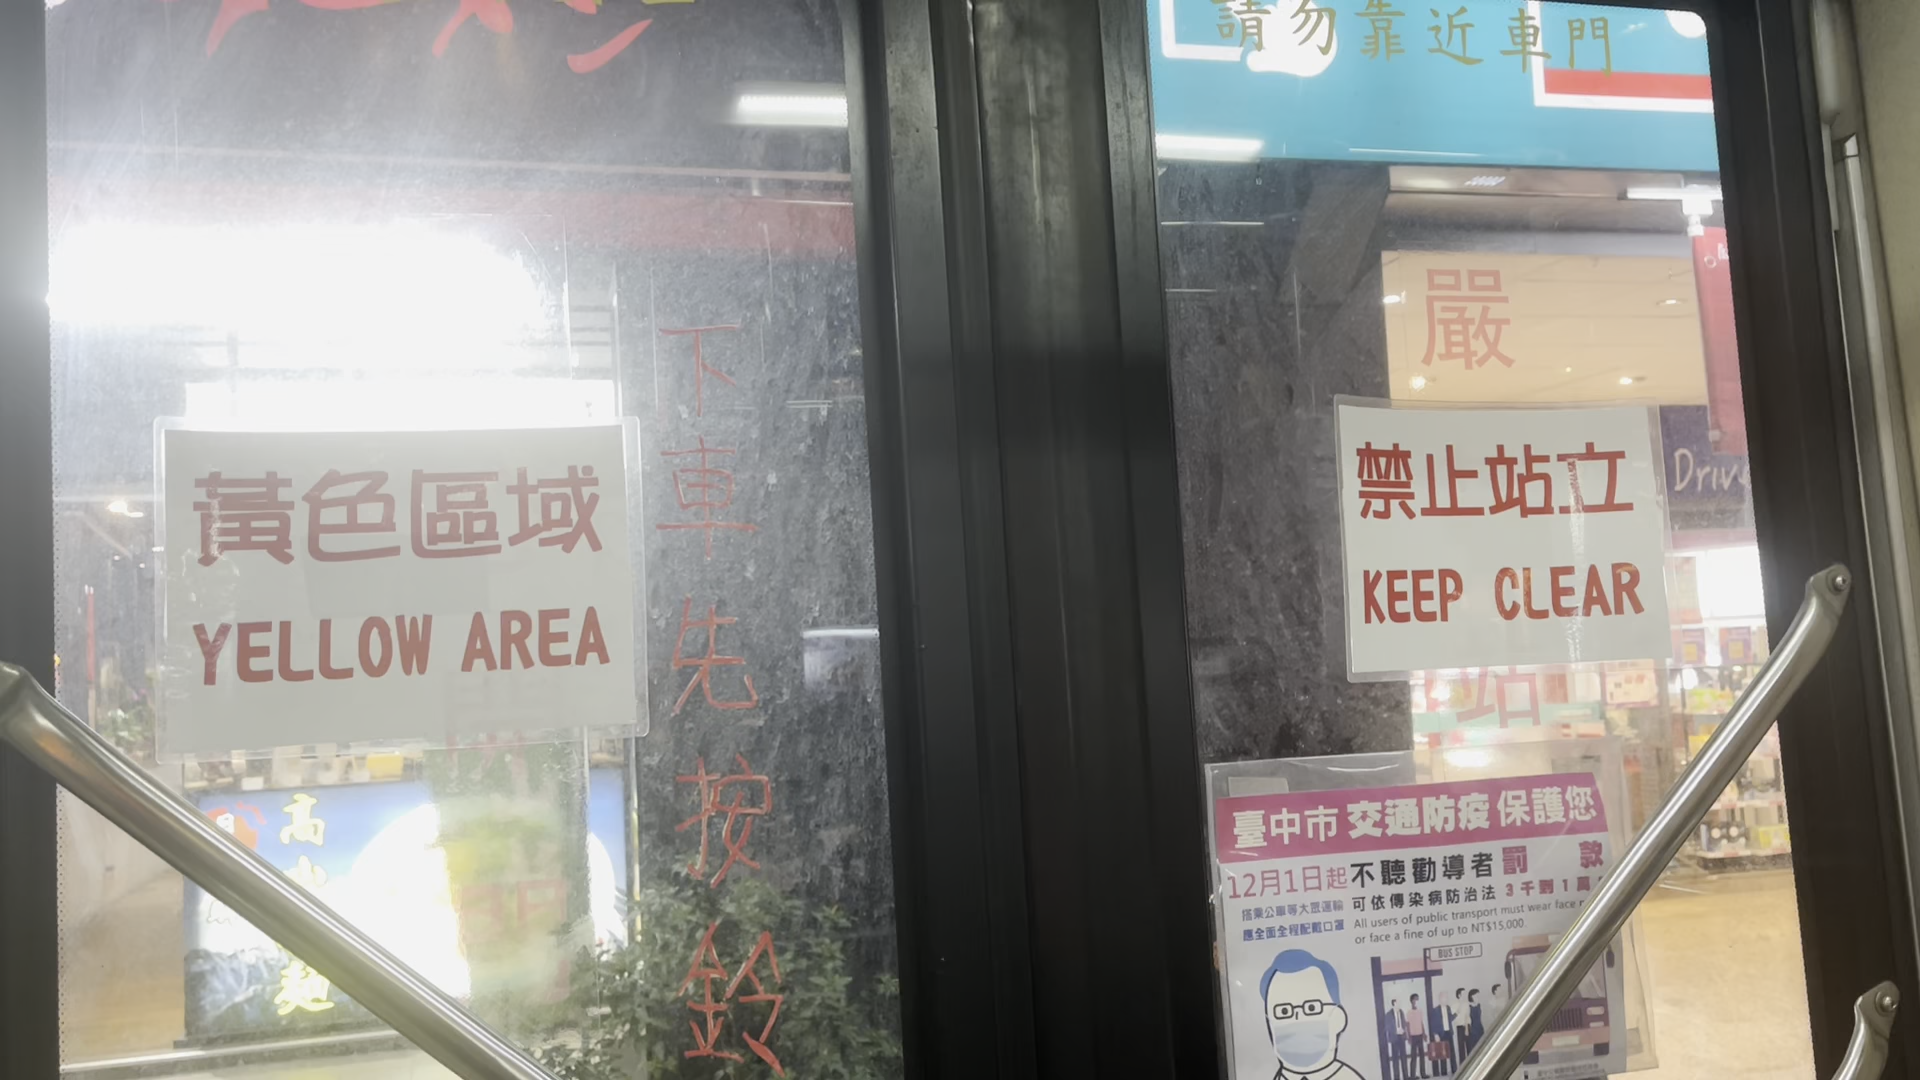 請勿靠近車門
嚴
黃色區域
YELLOW AREA
下車先按鈴
禁止站立
KEEP CLEAR
站
高山
麵
臺中市 交通防疫 保護您
12月1日起 不聽勸導者 罰款
搭乘公車等大眾運輸 可依傳染病防治法 3千到1萬
應全面全程配戴口罩 All users of public transport must wear face
or face a fine of up to NT$15,000.
BUS STOP